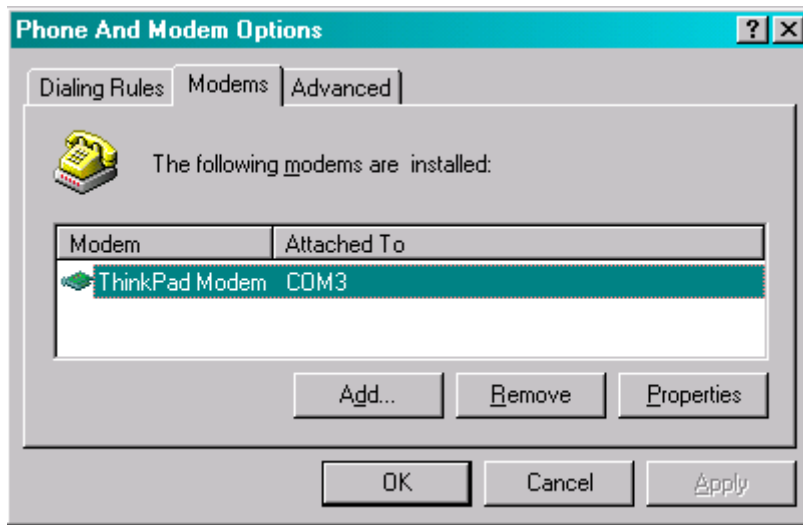 Phone And Modem Options
Dialing Rules Modems Advanced
The following modems are installed:
Modem Attached To
ThinkPad Modem COM3
Add... Remove Properties
OK Cancel Apply